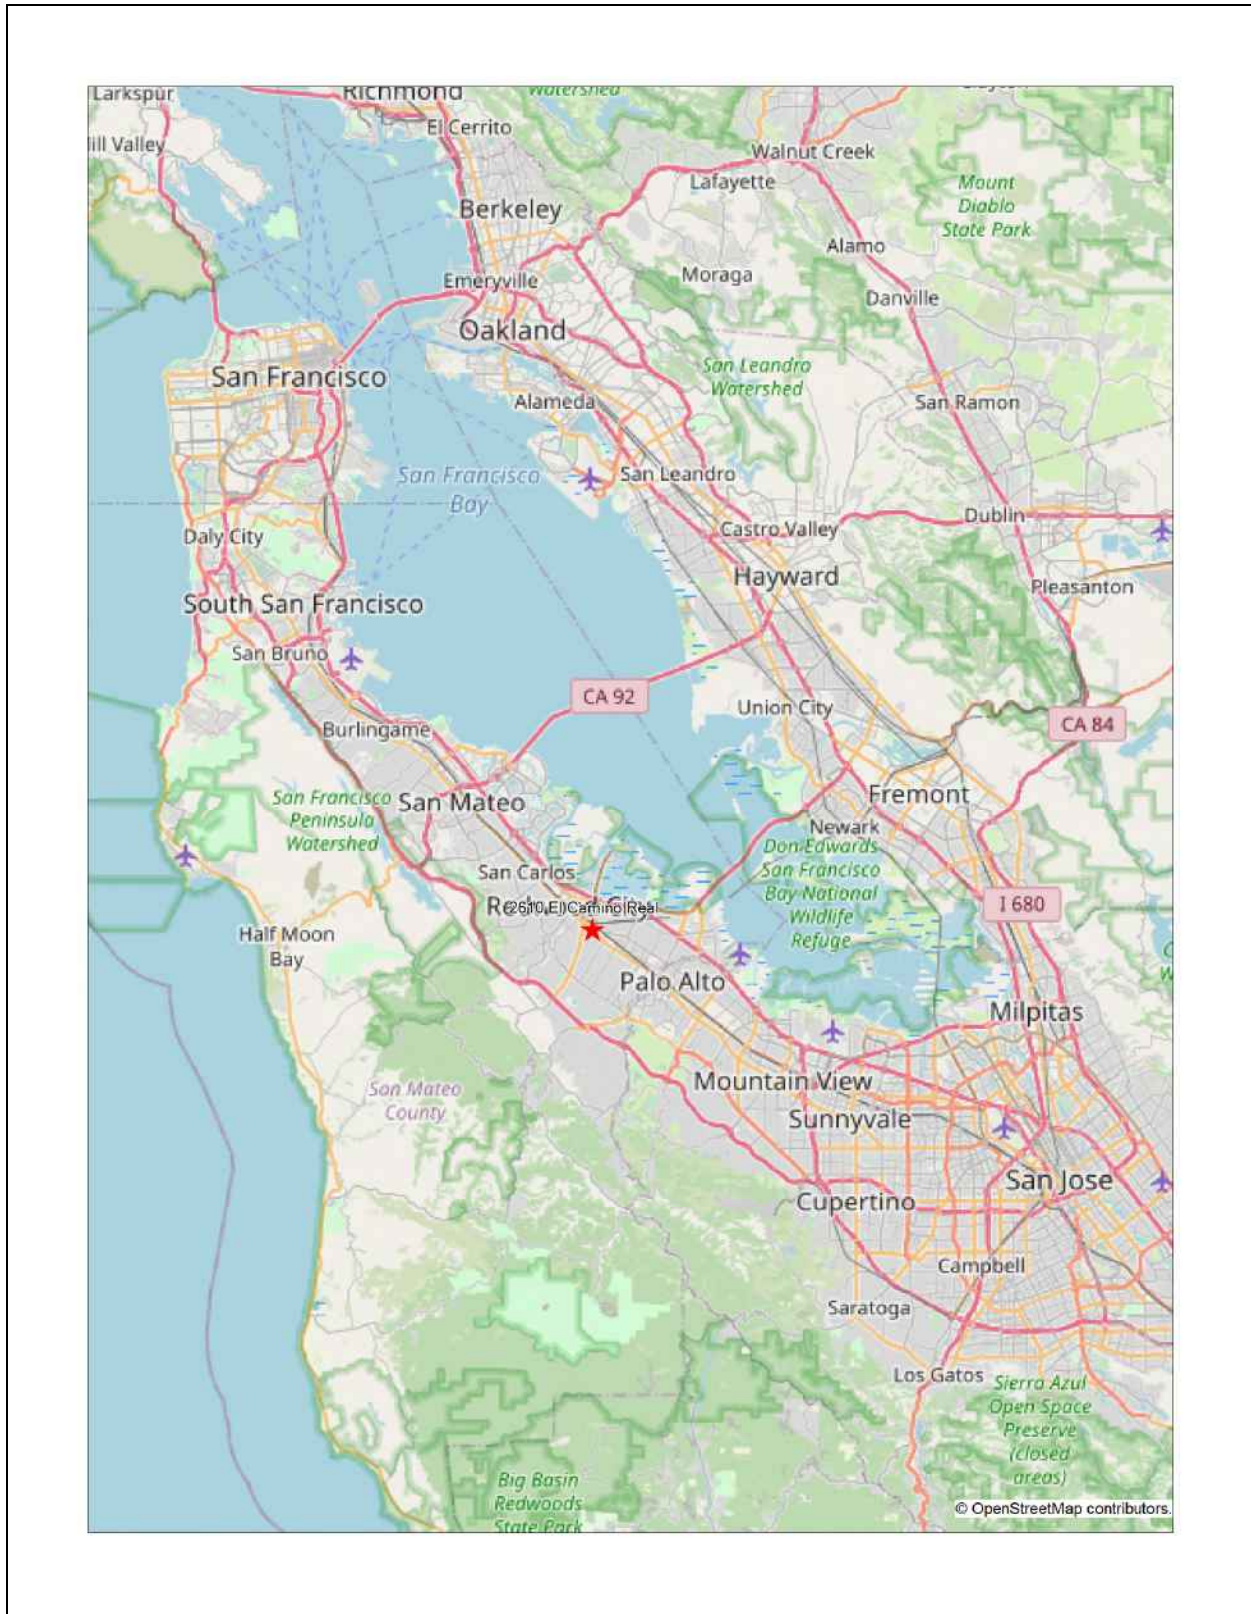 Larkspur
Richmond
Watershed
El Cerrito
ill Valley
Walnut Creek
Lafayette
Mount
Diablo
State Park
Berkeley
Alamo
Moraga
Emeryville
Danville
Oakland
San Leandro
Watershed
San Francisco
Alameda
San Ramon
San Francisco
Bay
San Leandro
Dublin
Castro Valley
Daly City
Hayward
Pleasanton
South San Francisco
San Bruno
CA 92
Union City
CA 84
Burlingame
San Francisco
Peninsula
Watershed
San Mateo
Fremont
Newark
Don Edwards
San Francisco
Bay National
Wildlife
Refuge
San Carlos
I 680
2610 El Camino Real
Half Moon
Bay
Palo Alto
Milpitas
San Mateo
County
Mountain View
Sunnyvale
San Jose
Cupertino
Campbell
Saratoga
Los Gatos
Sierra Azul
Open Space
Preserve
(closed
areas)
Big Basin
Redwoods
State Park
© OpenStreetMap contributors.